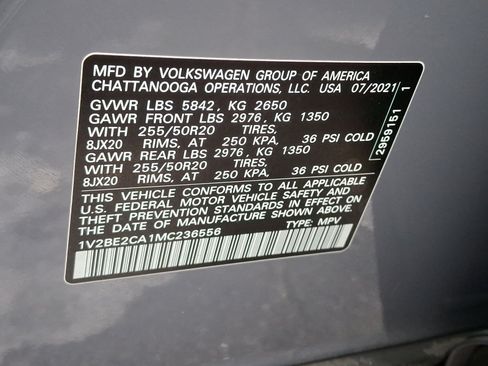 MFD BY VOLKSWAGEN GROUP OF AMERICA
CHATTANOOGA OPERATIONS, LLC. USA 07/2021
GVWR LBS 5842, KG 2650
GAWR FRONT LBS 2976, KG 1350
WITH 255/50R20 TIRES,
8JX20 RIMS, AT 250 KPA, 36 PSI COLD
GAWR REAR LBS 2976, KG 1350
WITH 255/50R20 TIRES,
8JX20 RIMS, AT 250 KPA, 36 PSI COLD
THIS VEHICLE CONFORMS TO ALL APPLICABLE
U.S. FEDERAL MOTOR VEHICLE SAFETY AND
THEFT PREVENTION STANDARDS IN EFFECT ON
THE DATE OF MANUFACTURE SHOWN ABOVE.
1V2BE2CA1MC236556 TYPE: MPV
2959161 1